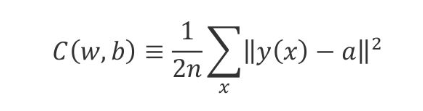 C(w, b) ≡ 1/2n ∑x ‖y(x) − a‖²